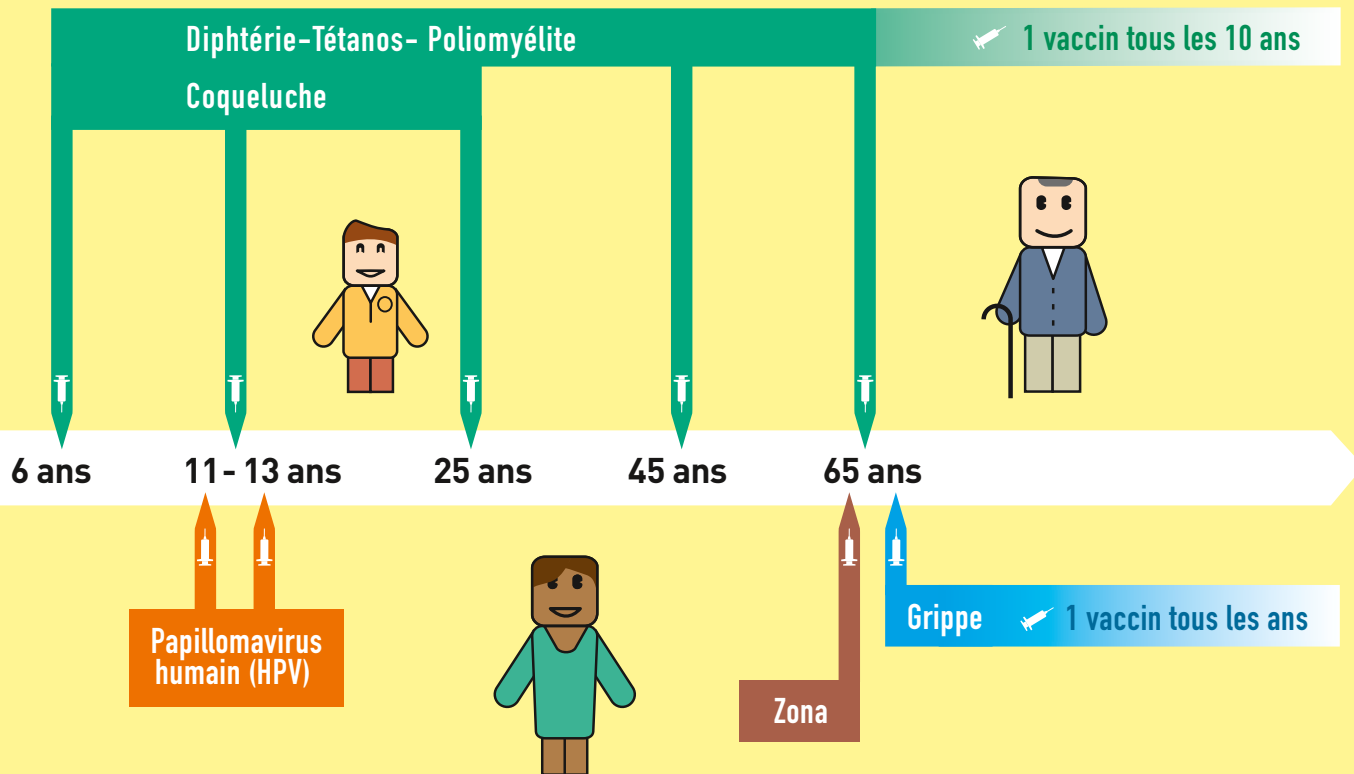 Diphtérie-Tétanos- Poliomyélite
1 vaccin tous les 10 ans
Coqueluche
6 ans
11- 13 ans
25 ans
45 ans
65 ans
Papillomavirus
humain (HPV)
Grippe
1 vaccin tous les ans
Zona